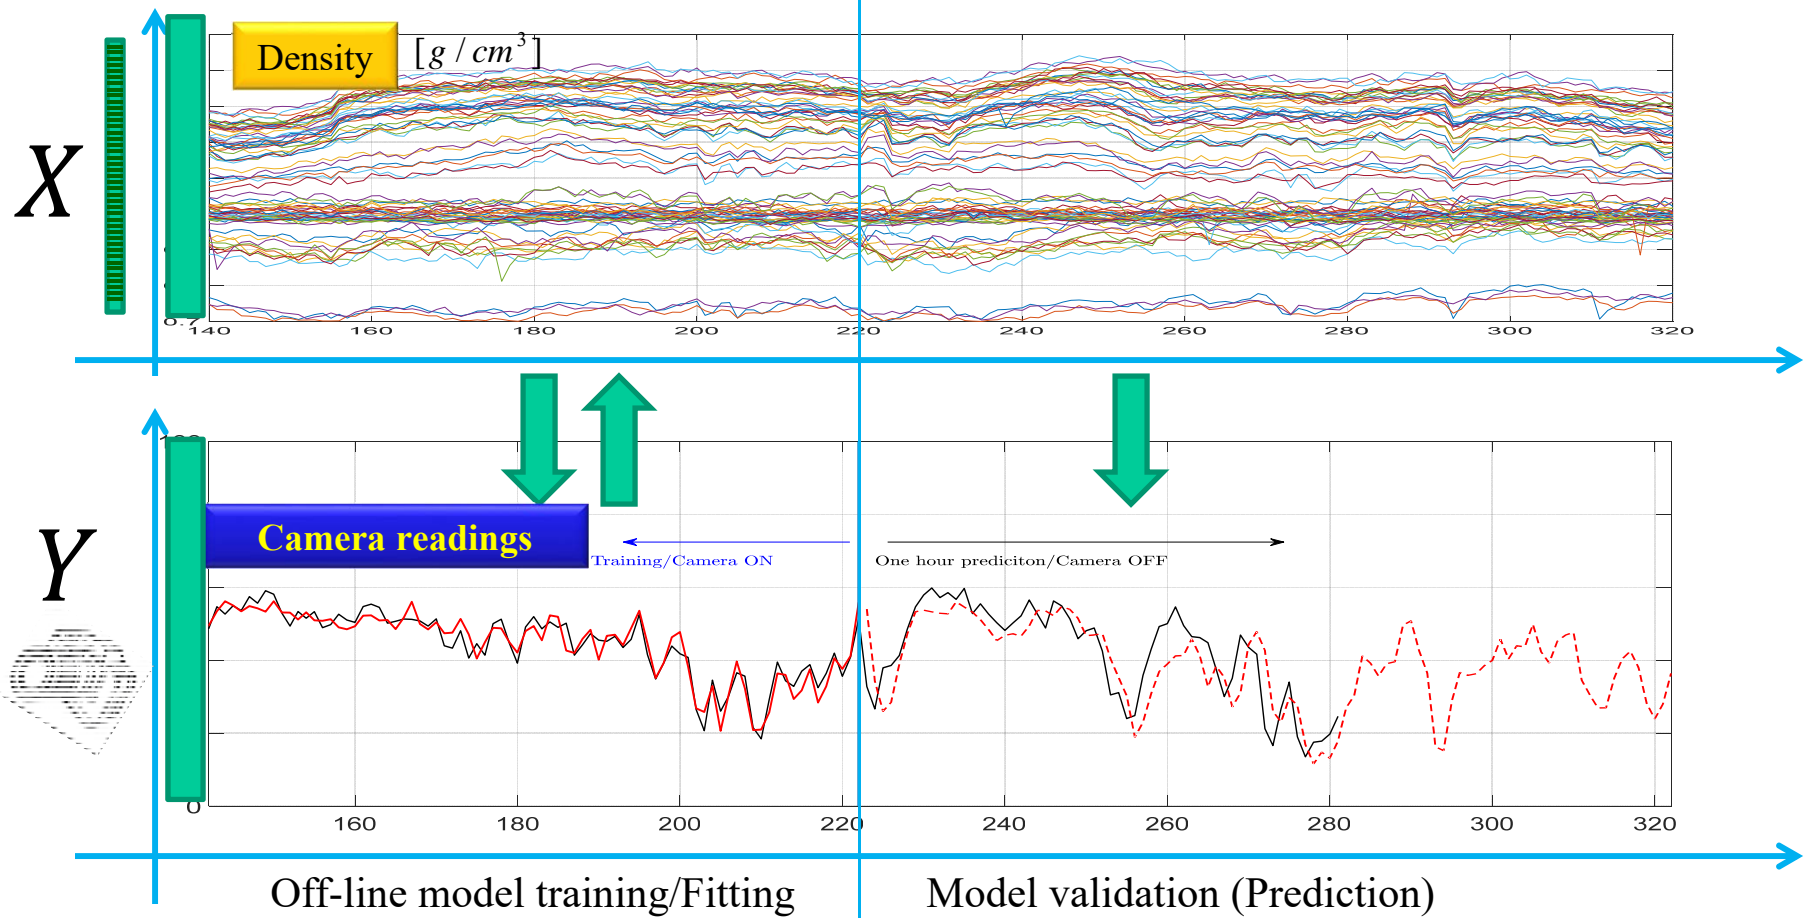 Density [g/cm³]
X
140 160 180 200 220 240 260 280 300 320
Y
Camera readings
Training/Camera ON
One hour prediciton/Camera OFF
0
160 180 200 220 240 260 280 300 320
Off-line model training/Fitting
Model validation (Prediction)